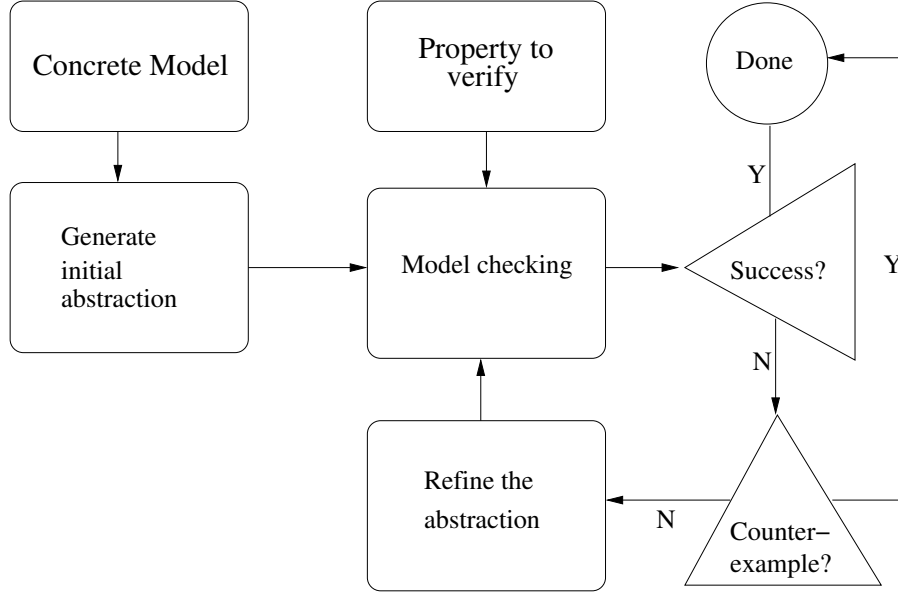 Concrete Model
Property to
verify
Done
Y
Generate
initial
abstraction
Model checking
Success?
Y
N
Refine the
abstraction
N
Counter−
example?